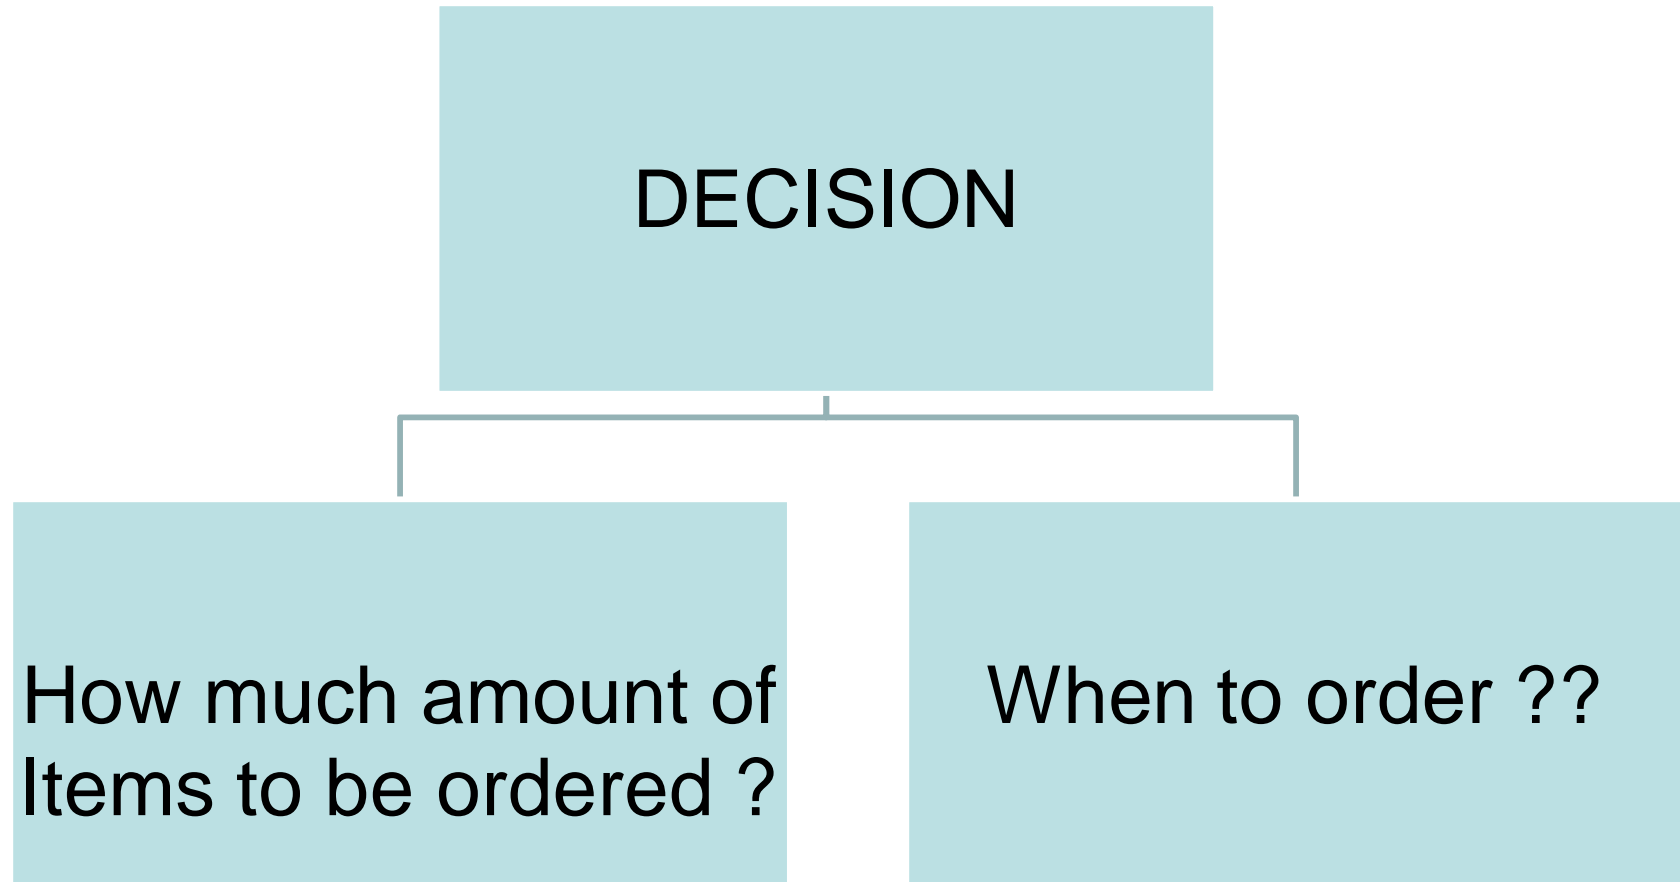 DECISION
How much amount of
Items to be ordered ?
When to order ??